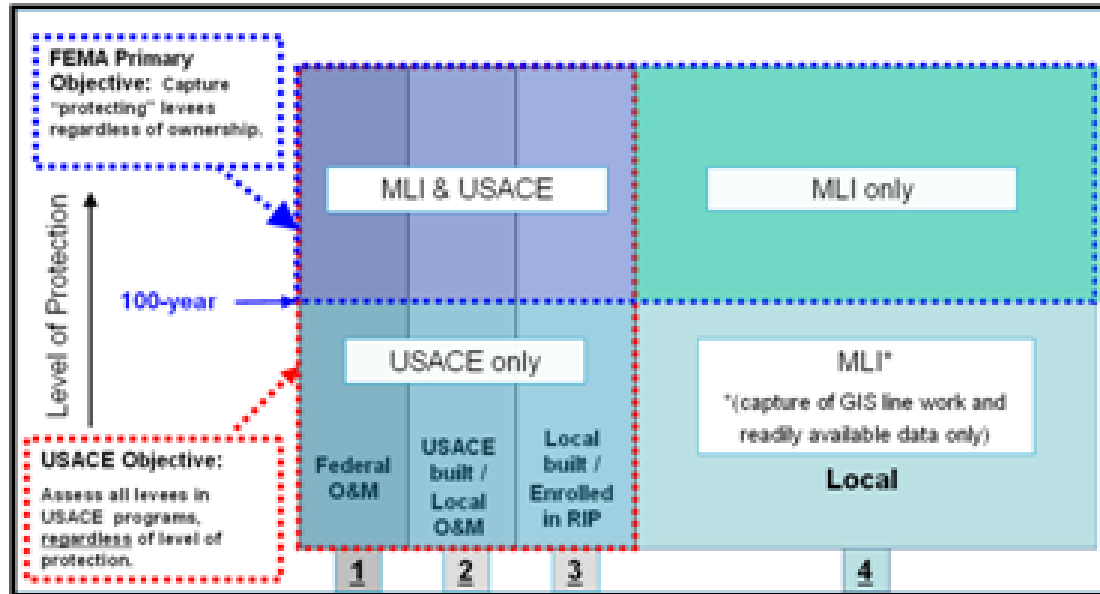 FEMA Primary
Objective: Capture
"protecting" levees
regardless of ownership.
MLI & USACE
MLI only
Level of Protection
100-year
USACE only
MLI*
*(capture of GIS line work and
readily available data only)
Local
USACE Objective:
Assess all levees in
USACE programs,
regardless of level of
protection.
Federal
O&M
USACE
built /
Local
O&M
Local
built /
Enrolled
in RIP
1
2
3
4